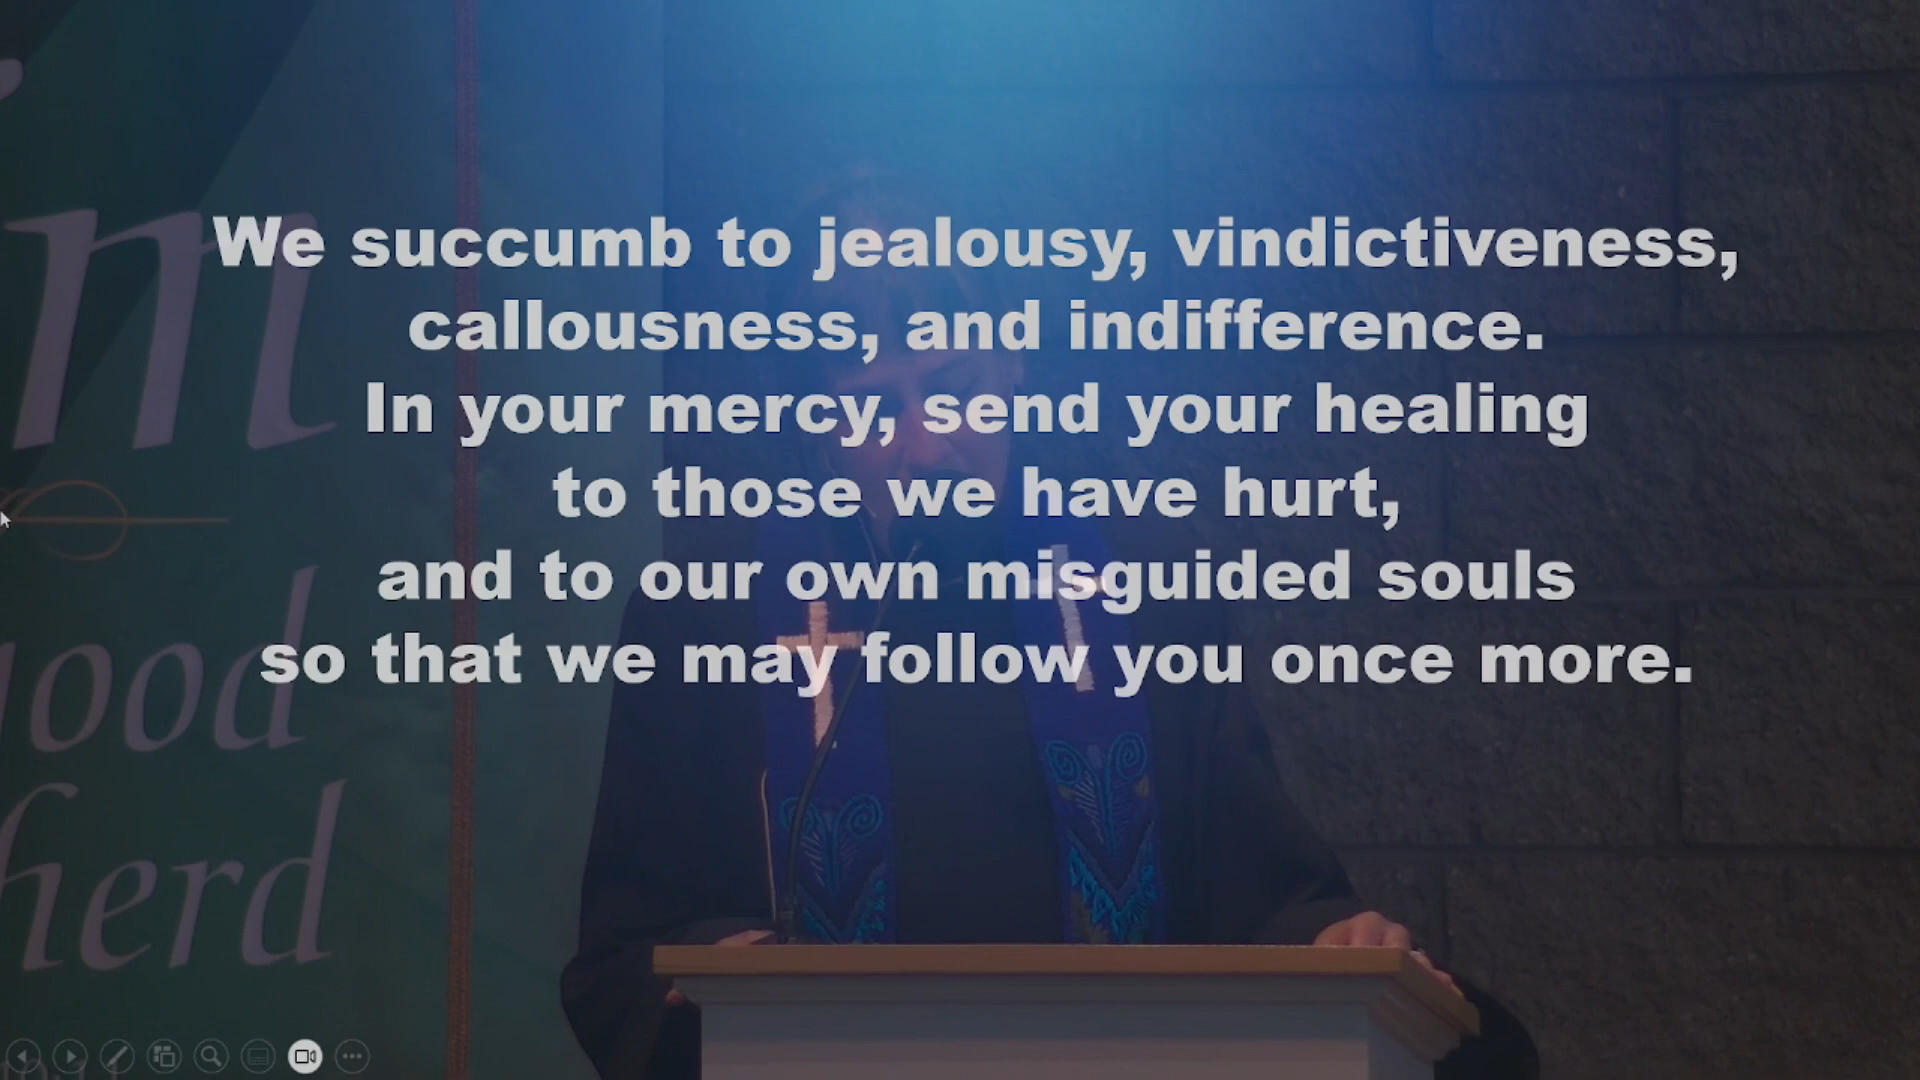 We succumb to jealousy, vindictiveness,
callousness, and indifference.
In your mercy, send your healing
to those we have hurt,
and to our own misguided souls
so that we may follow you once more.